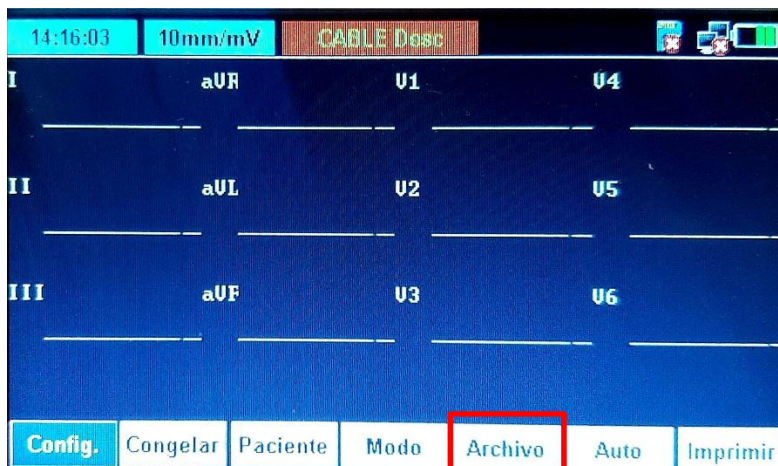 14:16:03 10mm/mV CABLE Desc
I aVR V1 V4
II aVL V2 V5
III aVF V3 V6
Config. Congelar Paciente Modo Archivo Auto Imprimir